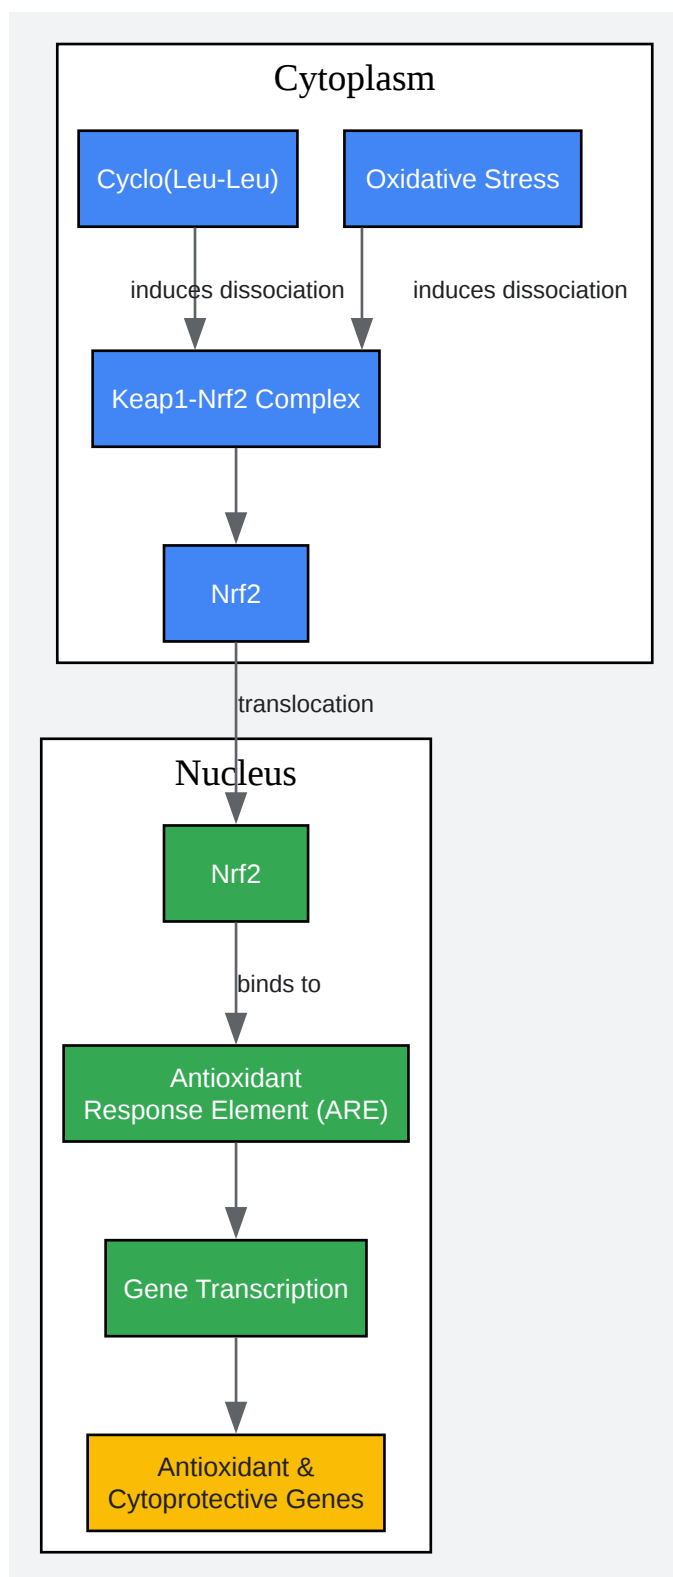 Cytoplasm
Cyclo(Leu-Leu)
Oxidative Stress
induces dissociation
induces dissociation
Keap1-Nrf2 Complex
Nrf2
translocation
Nucleus
Nrf2
binds to
Antioxidant
Response Element (ARE)
Gene Transcription
Antioxidant &
Cytoprotective Genes